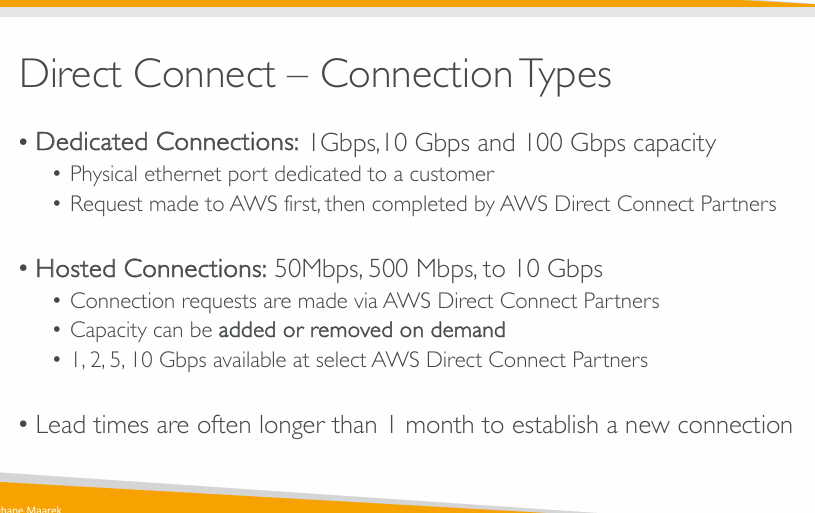 Direct Connect – Connection Types
• Dedicated Connections: 1Gbps,10 Gbps and 100 Gbps capacity
• Physical ethernet port dedicated to a customer
• Request made to AWS first, then completed by AWS Direct Connect Partners
• Hosted Connections: 50Mbps, 500 Mbps, to 10 Gbps
• Connection requests are made via AWS Direct Connect Partners
• Capacity can be added or removed on demand
• 1, 2, 5, 10 Gbps available at select AWS Direct Connect Partners
• Lead times are often longer than 1 month to establish a new connection
Maarek